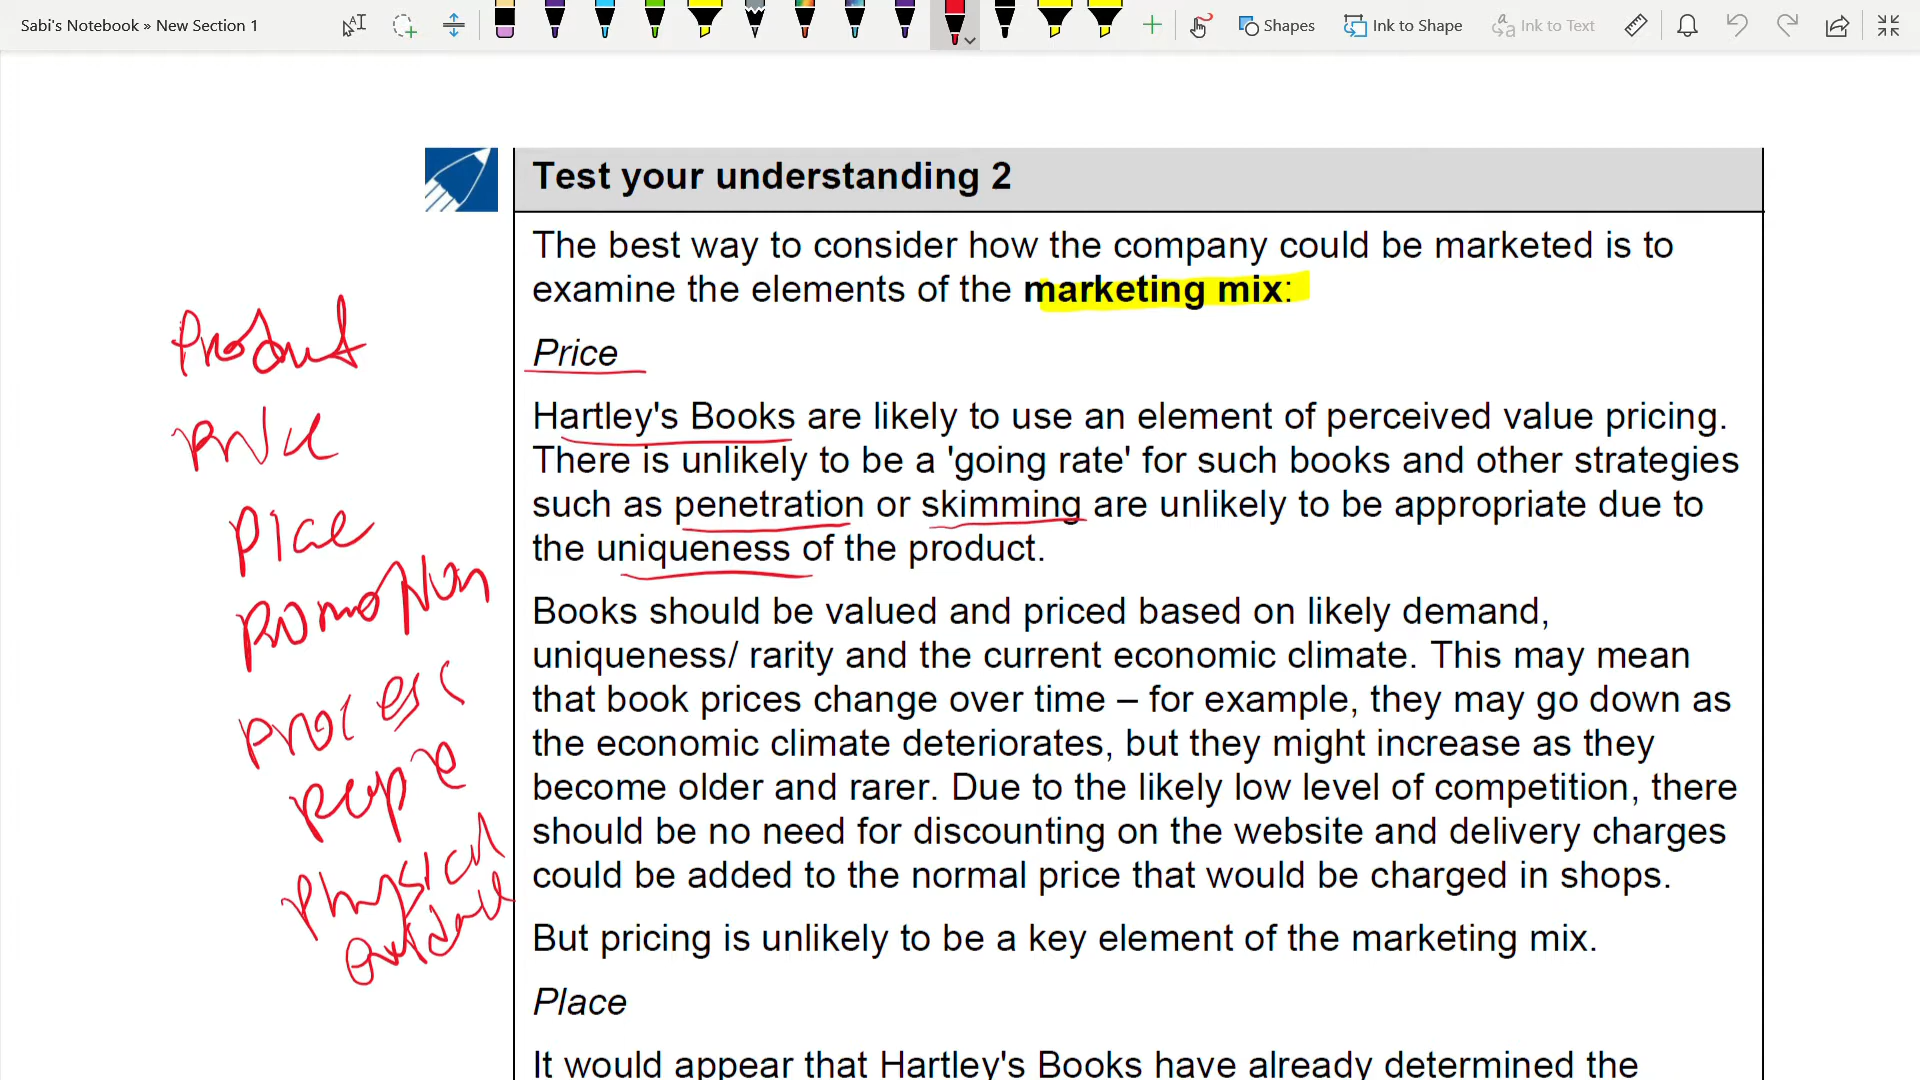 Sabi's Notebook » New Section 1
Shapes
Ink to Shape
Ink to Text
Test your understanding 2
The best way to consider how the company could be marketed is to
examine the elements of the marketing mix:
Price
Hartley's Books are likely to use an element of perceived value pricing.
There is unlikely to be a 'going rate' for such books and other strategies
such as penetration or skimming are unlikely to be appropriate due to
the uniqueness of the product.
Books should be valued and priced based on likely demand,
uniqueness/ rarity and the current economic climate. This may mean
that book prices change over time – for example, they may go down as
the economic climate deteriorates, but they might increase as they
become older and rarer. Due to the likely low level of competition, there
should be no need for discounting on the website and delivery charges
could be added to the normal price that would be charged in shops.
But pricing is unlikely to be a key element of the marketing mix.
Place
It would appear that Hartley's Books have already determined the
Product
Price
Place
Promotion
Process
People
Physical
evidence